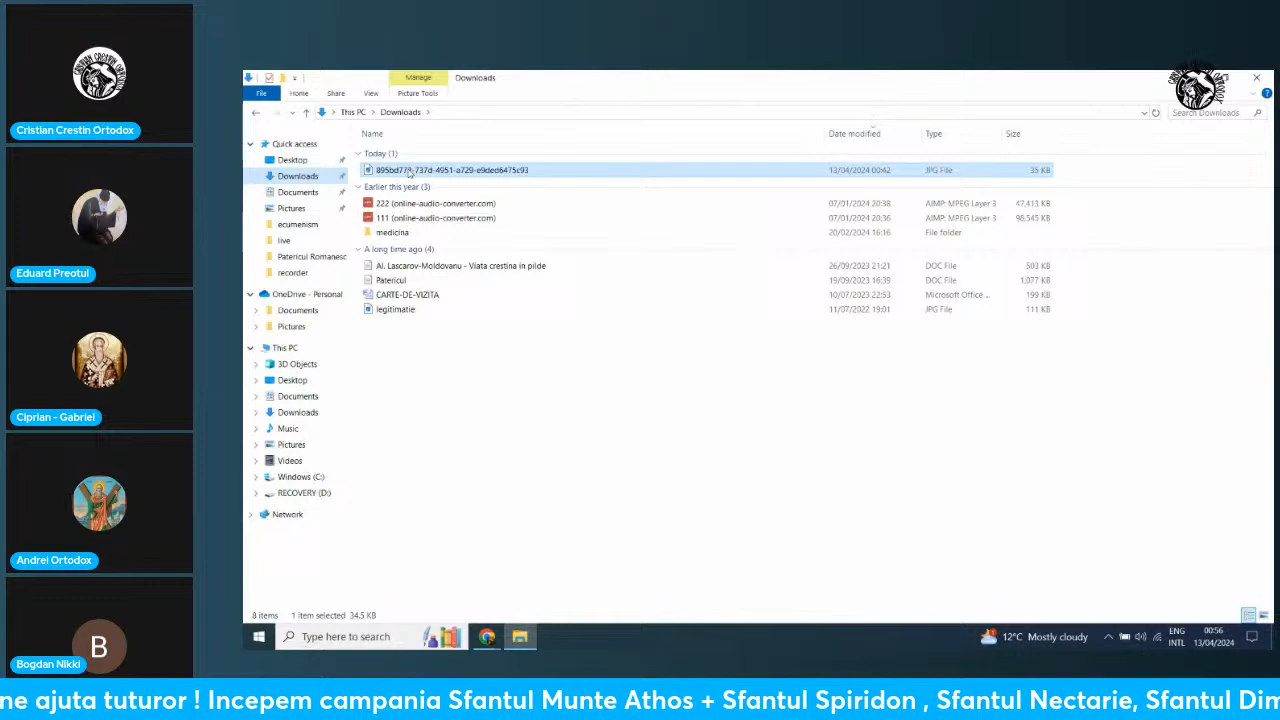 Cristian Crestin Ortodox
Eduard Preotul
Ciprian - Gabriel
Andrei Ortodox
B
Bogdan Nikki
Manage
Downloads
File
Home
Share
View
Picture Tools
This PC
Downloads
Search Downloads
Name
Date modified
Type
Size
Quick access
Desktop
Downloads
Documents
Pictures
ecumenism
live
Patericul Romanesc
recorder
OneDrive - Personal
Documents
Pictures
This PC
3D Objects
Desktop
Documents
Downloads
Music
Pictures
Videos
Windows (C:)
RECOVERY (D:)
Network
Today (1)
13/04/2024 00:42 JPG File 35 KB
Earlier this year (3)
222 (online-audio-converter.com) 07/01/2024 20:38 AIMP: MPEG Layer 3 47,413 KB
111 (online-audio-converter.com) 07/01/2024 20:36 AIMP: MPEG Layer 3 98,545 KB
medicina 20/02/2024 16:16 File folder
A long time ago (4)
Al. Lascarov-Moldovanu - Viata crestina in pilde 26/09/2023 21:21 DOC File 503 KB
Patericul 19/09/2023 16:39 DOC File 1,077 KB
CARTE-DE-VIZITA 10/07/2023 22:53 Microsoft Office ... 199 KB
legitimatie 11/07/2022 19:01 JPG File 111 KB
8 items 1 item selected 34.5 KB
Type here to search
12°C Mostly cloudy
ENG
INTL
00:56
13/04/2024
ne ajuta tuturor ! Incepem campania Sfantul Munte Athos + Sfantul Spiridon , Sfantul Nectarie, Sfantul Dim